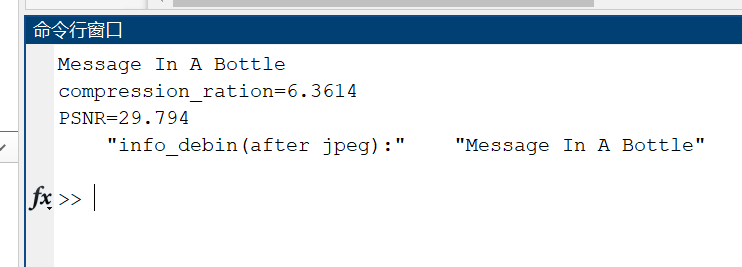 命令行窗口
Message In A Bottle
compression_ration=6.3614
PSNR=29.794
"info_debin(after jpeg):"    "Message In A Bottle"
fx >>